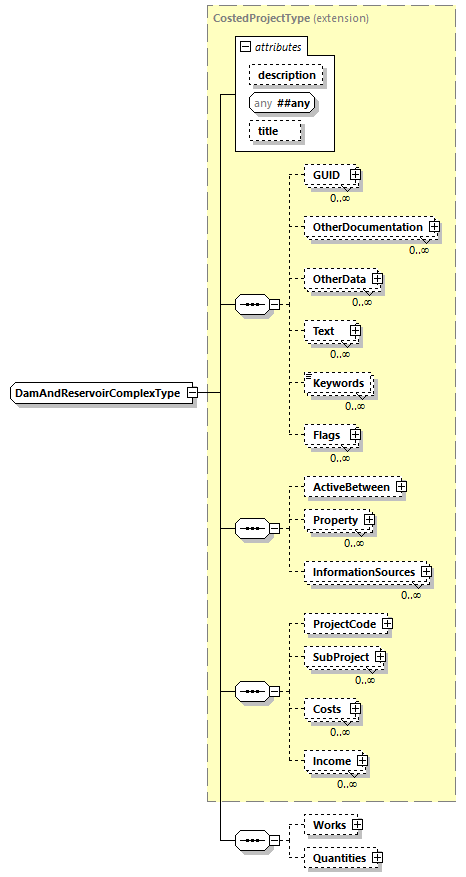 CostedProjectType (extension)
attributes
description
any ##any
title
GUID
0..∞
OtherDocumentation
0..∞
OtherData
0..∞
Text
0..∞
DamAndReservoirComplexType
Keywords
0..∞
Flags
0..∞
ActiveBetween
Property
0..∞
InformationSources
0..∞
ProjectCode
SubProject
0..∞
Costs
0..∞
Income
0..∞
Works
Quantities